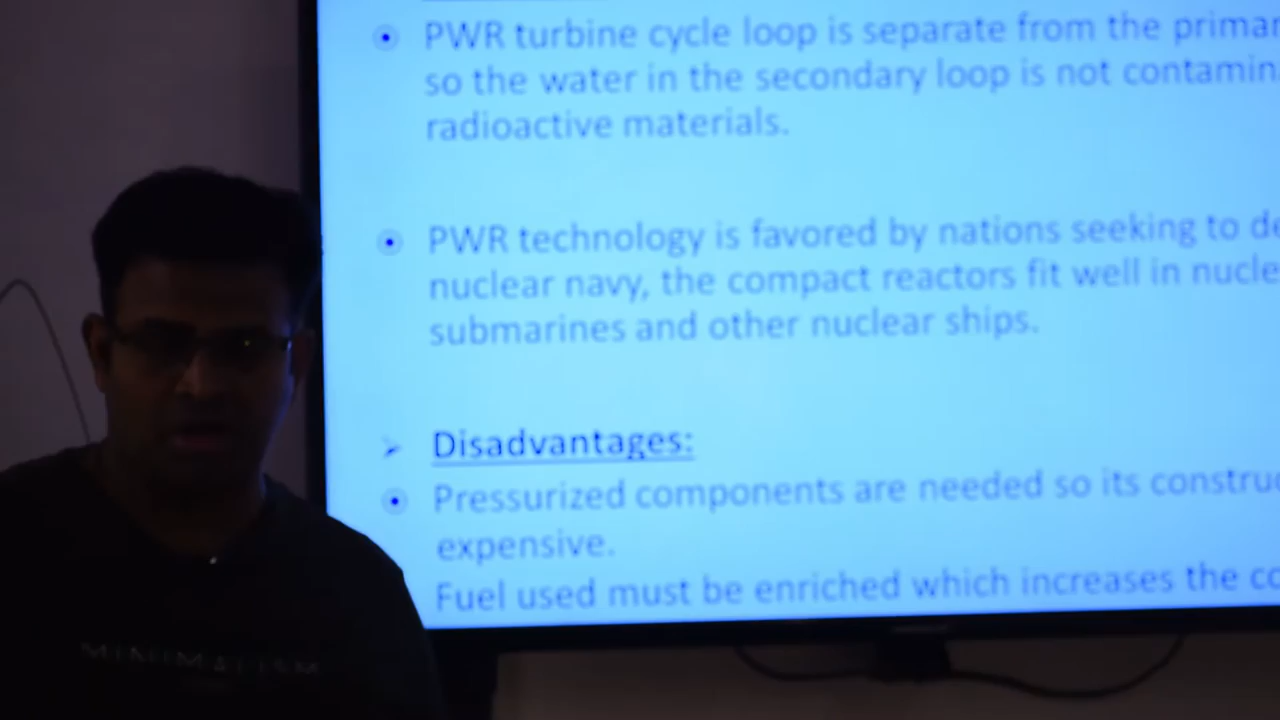 PWR turbine cycle loop is separate from the primar
so the water in the secondary loop is not contamin
radioactive materials.
PWR technology is favored by nations seeking to de
nuclear navy, the compact reactors fit well in nucle
submarines and other nuclear ships.
Disadvantages:
Pressurized components are needed so its construc
expensive.
Fuel used must be enriched which increases the co
MINIMALISM